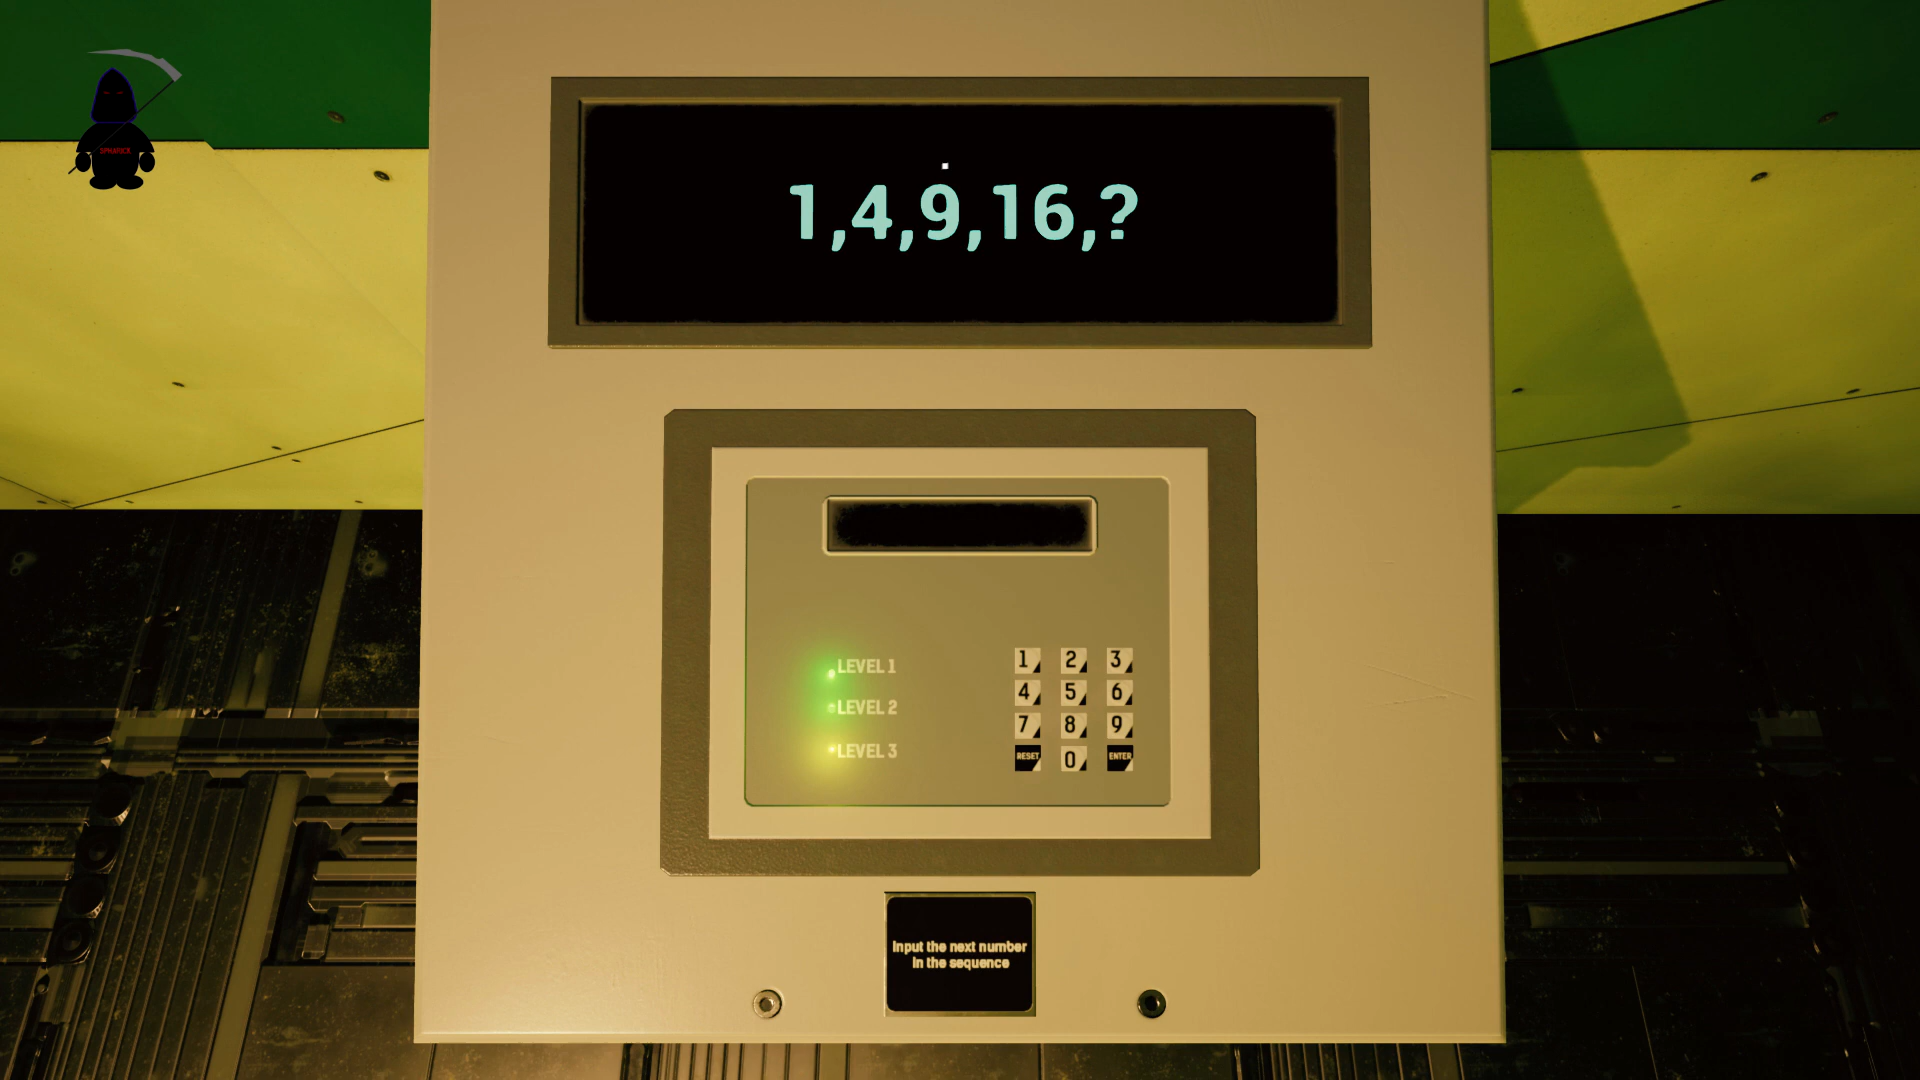 1,4,9,16,?
LEVEL 1
LEVEL 2
LEVEL 3
1 2 3
4 5 6
7 8 9
RESET 0 ENTER
Input the next number
in the sequence